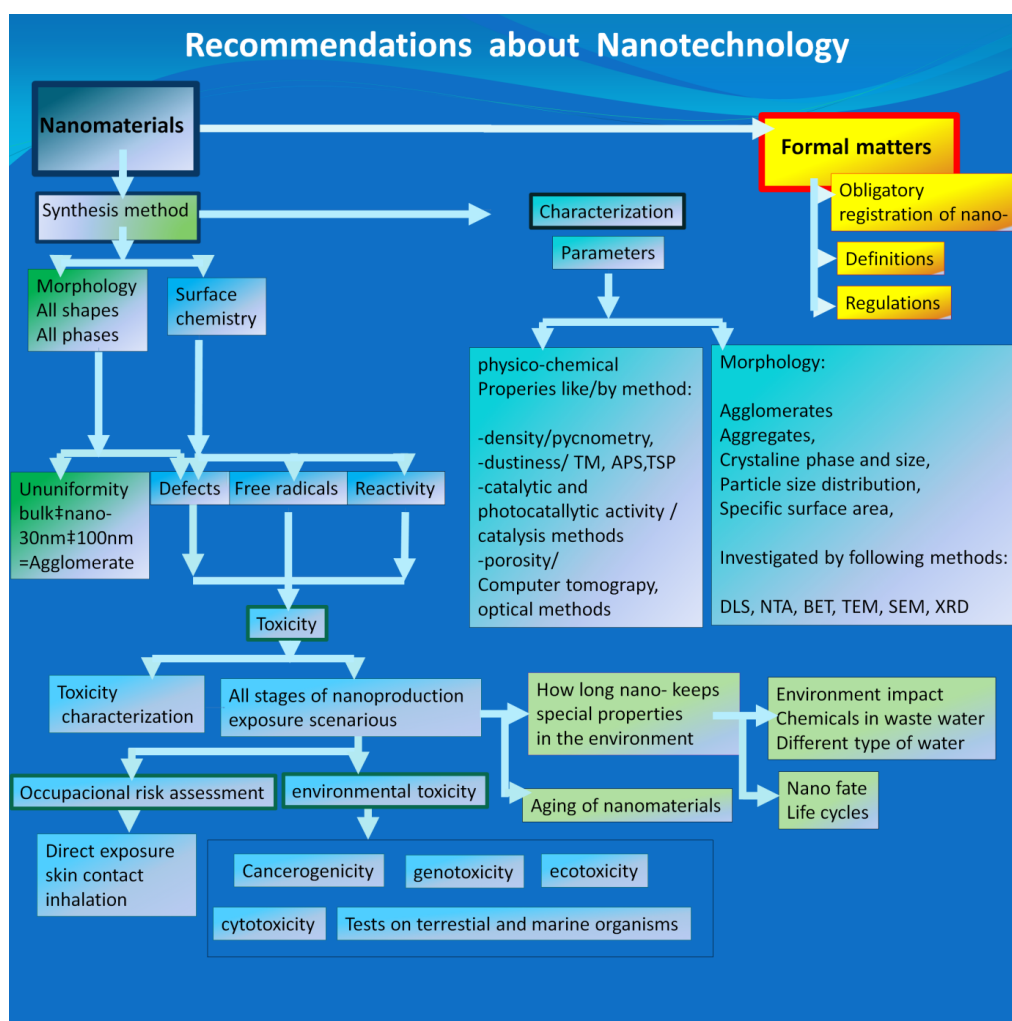 Recommendations about Nanotechnology
Nanomaterials
Formal matters
Obligatory
registration of nano-
Definitions
Regulations
Synthesis method
Characterization
Parameters
Morphology
All shapes
All phases
Surface
chemistry
physico-chemical
Properies like/by method:
-density/pycnometry,
-dustiness/ TM, APS,TSP
-catalytic and
photocatallytic activity /
catalysis methods
-porosity/
Computer tomograpy,
optical methods
Morphology:
Agglomerates
Aggregates,
Crystaline phase and size,
Particle size distribution,
Specific surface area,
Investigated by following methods:
DLS, NTA, BET, TEM, SEM, XRD
Ununiformity
bulk‡nano-
30nm‡100nm
=Agglomerate
Defects
Free radicals
Reactivity
Toxicity
Toxicity
characterization
All stages of nanoproduction
exposure scenarious
How long nano- keeps
special properties
in the environment
Environment impact
Chemicals in waste water
Different type of water
Occupacional risk assessment
environmental toxicity
Aging of nanomaterials
Nano fate
Life cycles
Direct exposure
skin contact
inhalation
Cancerogenicity
genotoxicity
ecotoxicity
cytotoxicity
Tests on terrestial and marine organisms